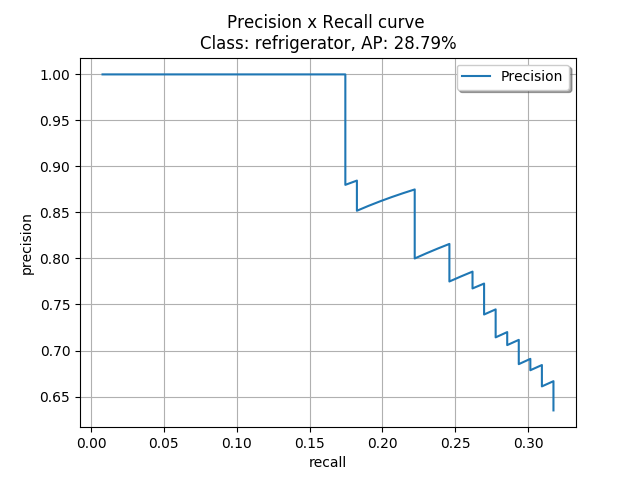 Precision x Recall curve
Class: refrigerator, AP: 28.79%
Precision
1.00
0.95
0.90
0.85
0.80
0.75
0.70
0.65
precision
0.00 0.05 0.10 0.15 0.20 0.25 0.30
recall